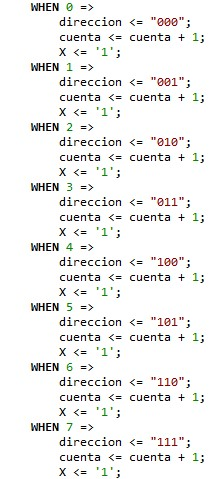 WHEN 0 =>
direccion <= "000";
cuenta <= cuenta + 1;
X <= '1';
WHEN 1 =>
direccion <= "001";
cuenta <= cuenta + 1;
X <= '1';
WHEN 2 =>
direccion <= "010";
cuenta <= cuenta + 1;
X <= '1';
WHEN 3 =>
direccion <= "011";
cuenta <= cuenta + 1;
X <= '1';
WHEN 4 =>
direccion <= "100";
cuenta <= cuenta + 1;
X <= '1';
WHEN 5 =>
direccion <= "101";
cuenta <= cuenta + 1;
X <= '1';
WHEN 6 =>
direccion <= "110";
cuenta <= cuenta + 1;
X <= '1';
WHEN 7 =>
direccion <= "111";
cuenta <= cuenta + 1;
X <= '1';